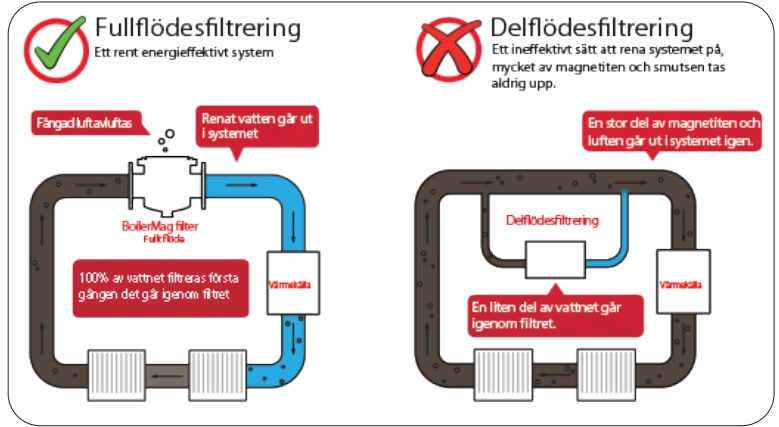 Fullflödesfiltrering
Ett rent energieffektivt system
Fångad luft avluftas
Renat vatten går ut
i systemet
BoilerMag filter
Fullt flöde
100% av vattnet filtreras första
gången det går igenom filtret
Värmekälla
Delflödesfiltrering
Ett ineffektivt sätt att rena systemet på,
mycket av magnetiten och smutsen tas
aldrig upp.
En stor del av magnetiten och
luften går ut i systemet igen.
Delflödesfiltrering
En liten del av vattnet går
igenom filtret.
Värmekälla